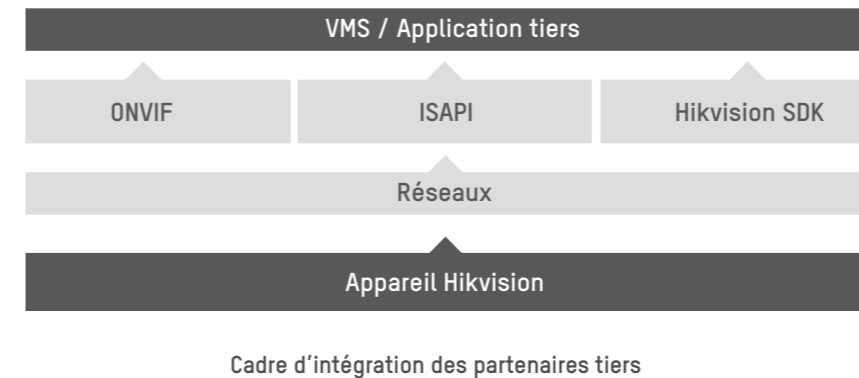 VMS / Application tiers
ONVIF
ISAPI
Hikvision SDK
Réseaux
Appareil Hikvision
Cadre d'intégration des partenaires tiers